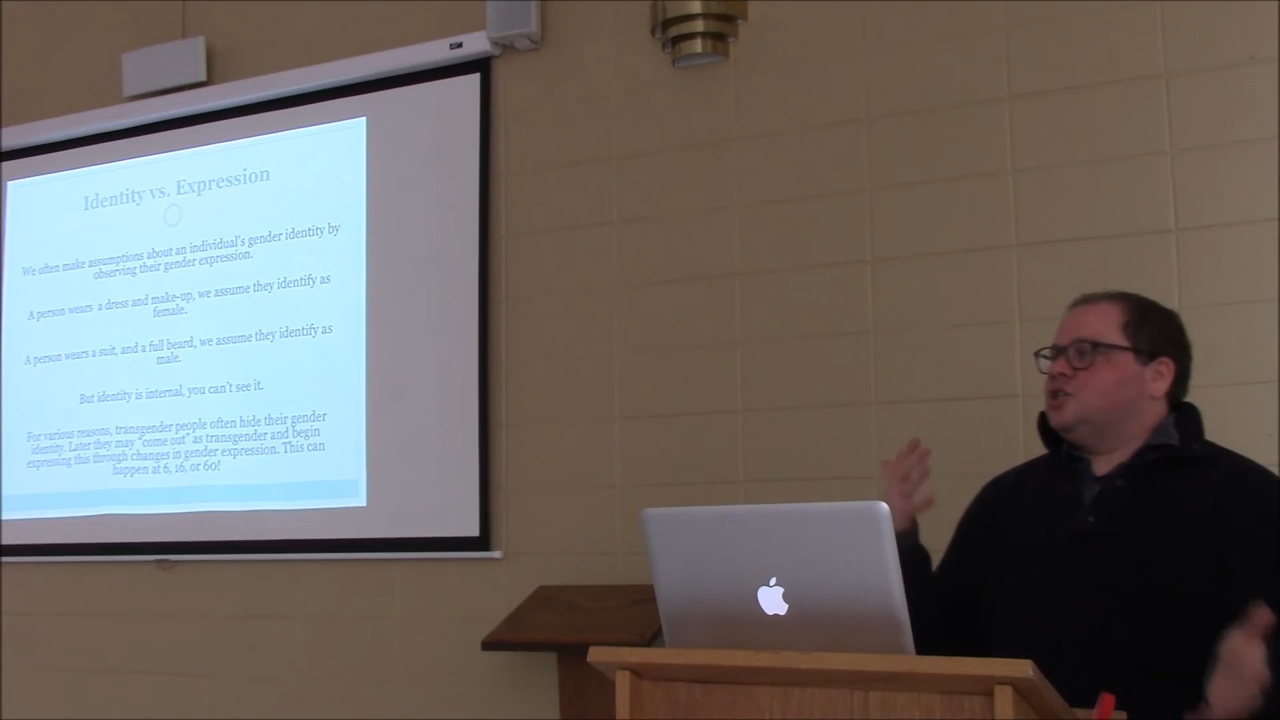 Identity vs. Expression
We often make assumptions about an individual's gender identity by
observing their gender expression.
A person wears a dress and make-up, we assume they identify as
female.
A person wears a suit, and a full beard, we assume they identify as
male.
But identity is internal, you can't see it.
For various reasons, transgender people often hide their gender
identity. Later they may "come out" as transgender and begin
expressing this through changes in gender expression. This can
happen at 6, 16, or 60!